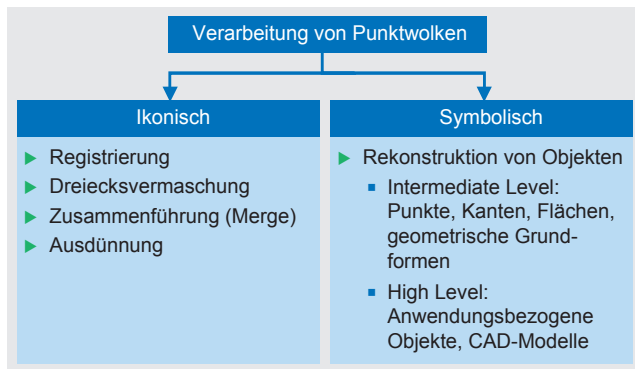 Verarbeitung von Punktwolken
Ikonisch
Registrierung
Dreiecksvermaschung
Zusammenführung (Merge)
Ausdünnung
Symbolisch
Rekonstruktion von Objekten
Intermediate Level:
Punkte, Kanten, Flächen,
geometrische Grund-
formen
High Level:
Anwendungsbezogene
Objekte, CAD-Modelle